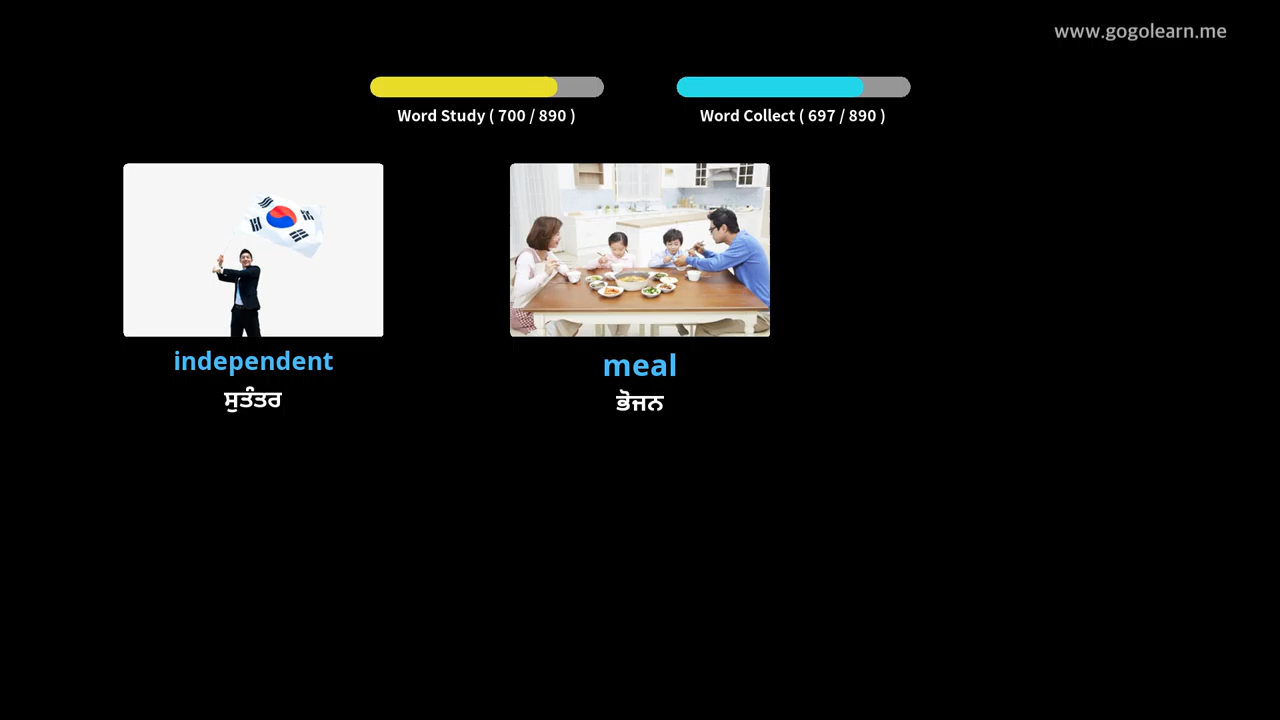 www.gogolearn.me
Word Study ( 700 / 890 )
Word Collect ( 697 / 890 )
independent
ਸੁਤੰਤਰ
meal
ਭੋਜਨ